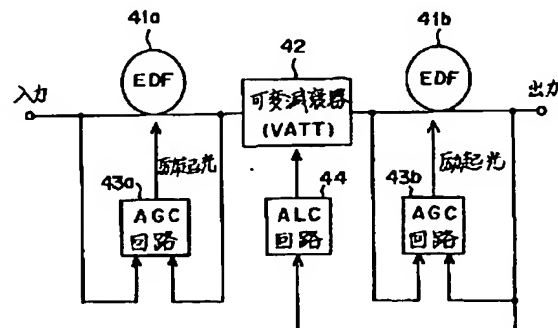 41a
42
41b
EDF
EDF
入力
可変減衰器
(VATT)
出力
励起光
励起光
43a
44
43b
AGC
回路
ALC
回路
AGC
回路